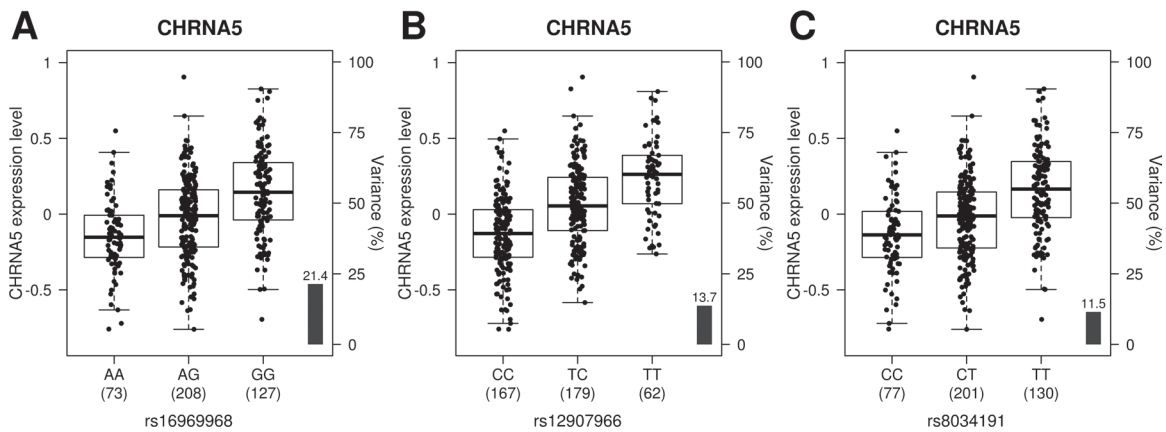 A
CHRNA5
CHRNA5 expression level
1
0.5
0
-0.5
100
75
50
25
0
Variance (%)
21.4
AA AG GG
(73) (208) (127)
rs16969968
B
CHRNA5
CHRNA5 expression level
1
0.5
0
-0.5
100
75
50
25
0
Variance (%)
13.7
CC TC TT
(167) (179) (62)
rs12907966
C
CHRNA5
CHRNA5 expression level
1
0.5
0
-0.5
100
75
50
25
0
Variance (%)
11.5
CC CT TT
(77) (201) (130)
rs8034191